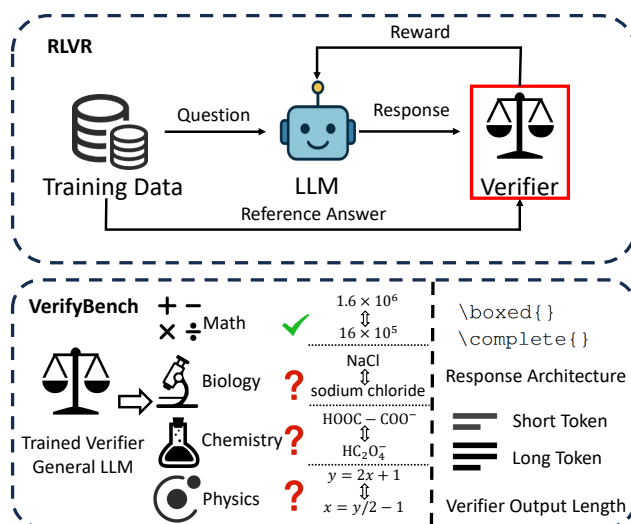 RLVR
Reward
Question
Response
Training Data
LLM
Verifier
Reference Answer
VerifyBench
Trained Verifier
General LLM
Math
1.6 × 10⁶
⇕
16 × 10⁵
Biology
?
NaCl
⇕
sodium chloride
Chemistry
?
HOOC − COO⁻
⇕
HC₂O₄⁻
Physics
?
y = 2x + 1
⇕
x = y/2 − 1
\boxed{}
\complete{}
Response Architecture
Short Token
Long Token
Verifier Output Length